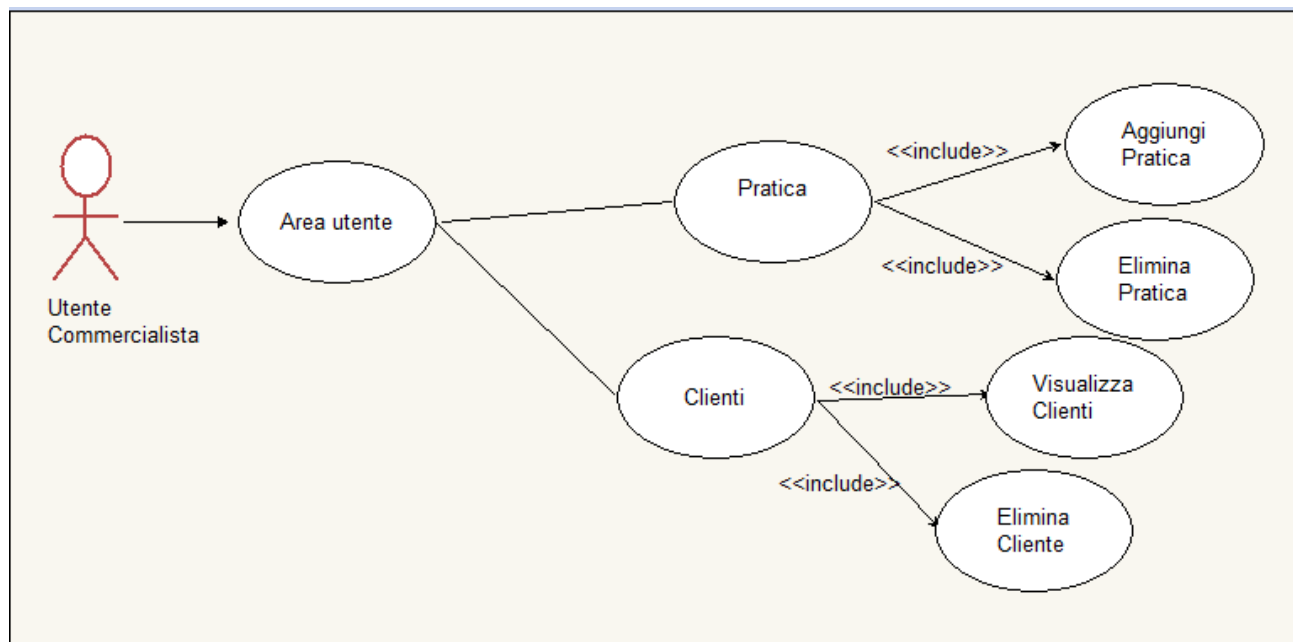 Utente
Commercialista
Area utente
Pratica
<<include>>
Aggiungi
Pratica
<<include>>
Elimina
Pratica
Clienti
<<include>>
Visualizza
Clienti
<<include>>
Elimina
Cliente